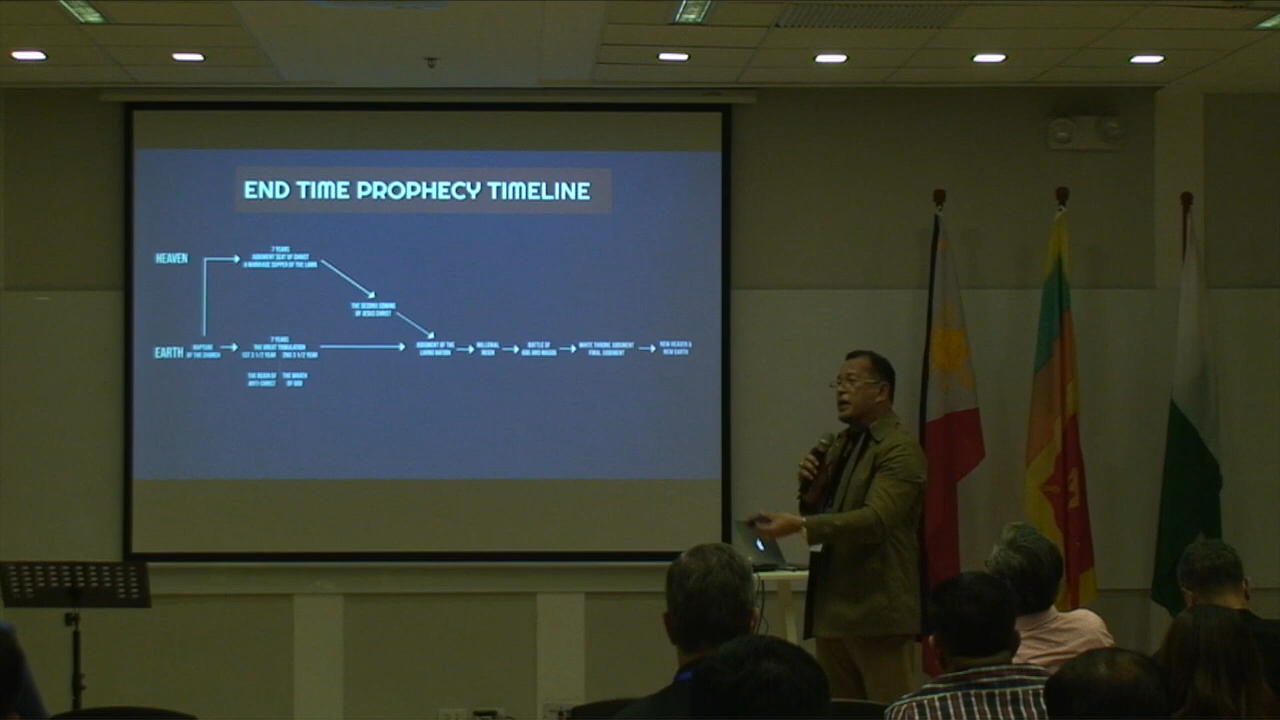 END TIME PROPHECY TIMELINE
HEAVEN
7 YEARS
JUDGMENT SEAT OF CHRIST
& MARRIAGE SUPPER OF THE LAMB
THE SECOND COMING
OF JESUS CHRIST
EARTH
RAPTURE
OF THE CHURCH
7 YEARS
THE GREAT TRIBULATION
1ST 3 1/2 YEAR 2ND 3 1/2 YEAR
THE REIGN OF
ANTI-CHRIST
THE WRATH
OF GOD
JUDGMENT OF THE
LIVING NATION
MILLENIAL
REIGN
BATTLE OF
GOG AND MAGOG
WHITE THRONE JUDGMENT
FINAL JUDGMENT
NEW HEAVEN &
NEW EARTH